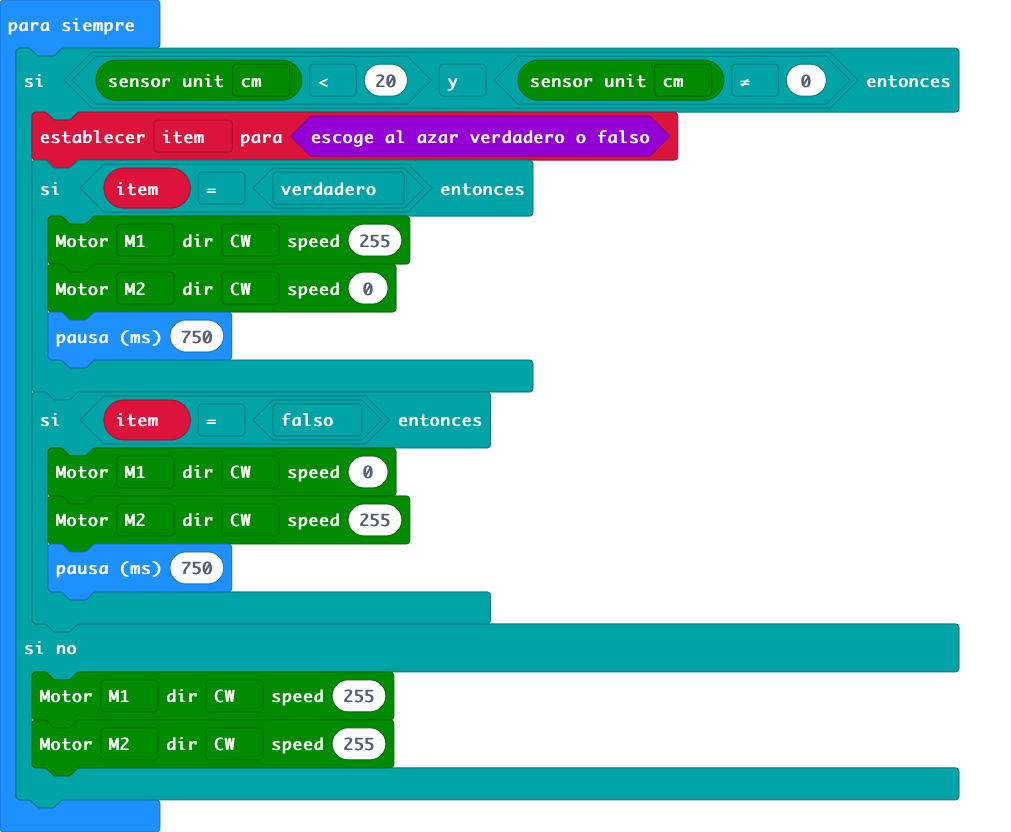 para siempre
si sensor unit cm < 20 y sensor unit cm ≠ 0 entonces
establecer item para escoge al azar verdadero o falso
si item = verdadero entonces
Motor M1 dir CW speed 255
Motor M2 dir CW speed 0
pausa (ms) 750
si item = falso entonces
Motor M1 dir CW speed 0
Motor M2 dir CW speed 255
pausa (ms) 750
si no
Motor M1 dir CW speed 255
Motor M2 dir CW speed 255